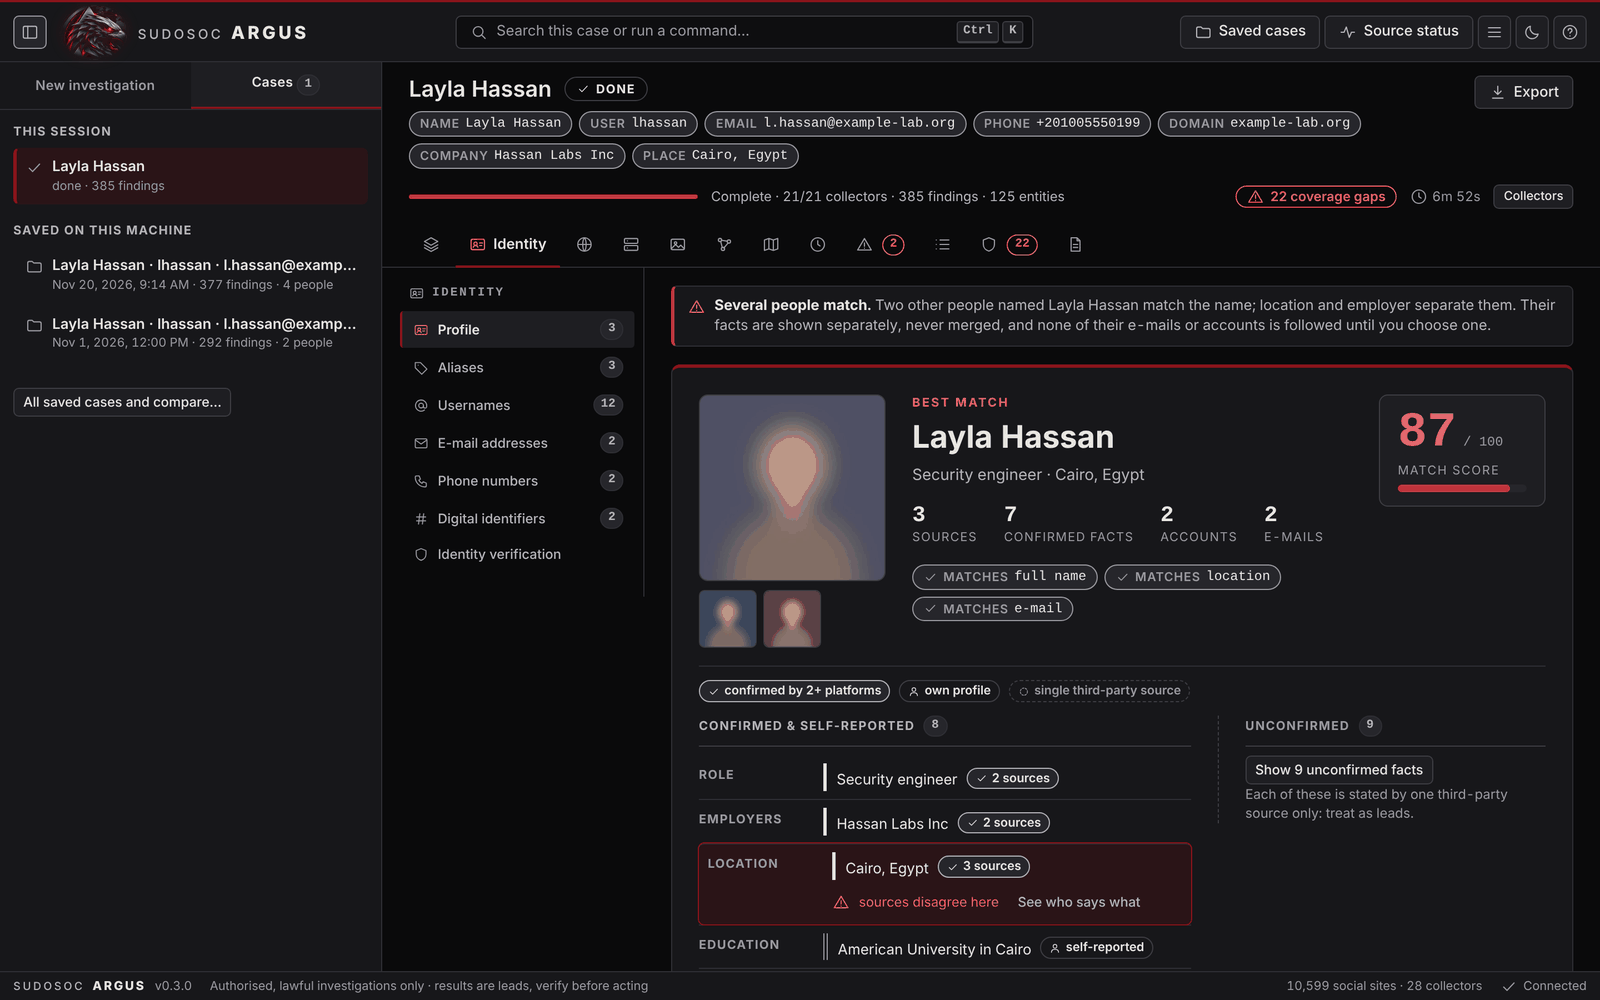 SUDOSOC ARGUS
Search this case or run a command...
Ctrl K
Saved cases
Source status
New investigation
Cases 1
THIS SESSION
Layla Hassan
done · 385 findings
SAVED ON THIS MACHINE
Layla Hassan · lhassan · l.hassan@examp...
Nov 20, 2026, 9:14 AM · 377 findings · 4 people
Layla Hassan · lhassan · l.hassan@examp...
Nov 1, 2026, 12:00 PM · 292 findings · 2 people
All saved cases and compare...
Layla Hassan DONE
Export
NAME Layla Hassan
USER lhassan
EMAIL l.hassan@example-lab.org
PHONE +201005550199
DOMAIN example-lab.org
COMPANY Hassan Labs Inc
PLACE Cairo, Egypt
Complete · 21/21 collectors · 385 findings · 125 entities
22 coverage gaps
6m 52s
Collectors
Identity
2
22
IDENTITY
Profile 3
Aliases 3
Usernames 12
E-mail addresses 2
Phone numbers 2
Digital identifiers 2
Identity verification
Several people match. Two other people named Layla Hassan match the name; location and employer separate them. Their
facts are shown separately, never merged, and none of their e-mails or accounts is followed until you choose one.
BEST MATCH
Layla Hassan
Security engineer · Cairo, Egypt
3 SOURCES
7 CONFIRMED FACTS
2 ACCOUNTS
2 E-MAILS
MATCHES full name
MATCHES location
MATCHES e-mail
87 / 100
MATCH SCORE
confirmed by 2+ platforms
own profile
single third-party source
CONFIRMED & SELF-REPORTED 8
ROLE
Security engineer 2 sources
EMPLOYERS
Hassan Labs Inc 2 sources
LOCATION
Cairo, Egypt 3 sources
sources disagree here See who says what
EDUCATION
American University in Cairo self-reported
UNCONFIRMED 9
Show 9 unconfirmed facts
Each of these is stated by one third-party
source only: treat as leads.
SUDOSOC ARGUS v0.3.0 Authorised, lawful investigations only · results are leads, verify before acting
10,599 social sites · 28 collectors
Connected